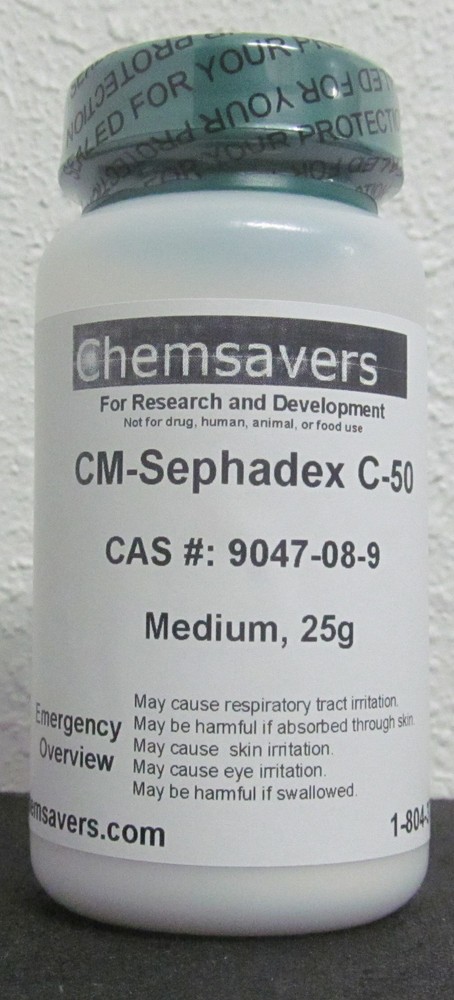 SEALED FOR YOUR PROTECTION
Chemsavers
For Research and Development
Not for drug, human, animal, or food use
CM-Sephadex C-50
CAS #: 9047-08-9
Medium, 25g
Emergency
Overview
May cause respiratory tract irritation.
May be harmful if absorbed through skin
May cause skin irritation.
May cause eye irritation.
May be harmful if swallowed.
emsavers.com
1-804-